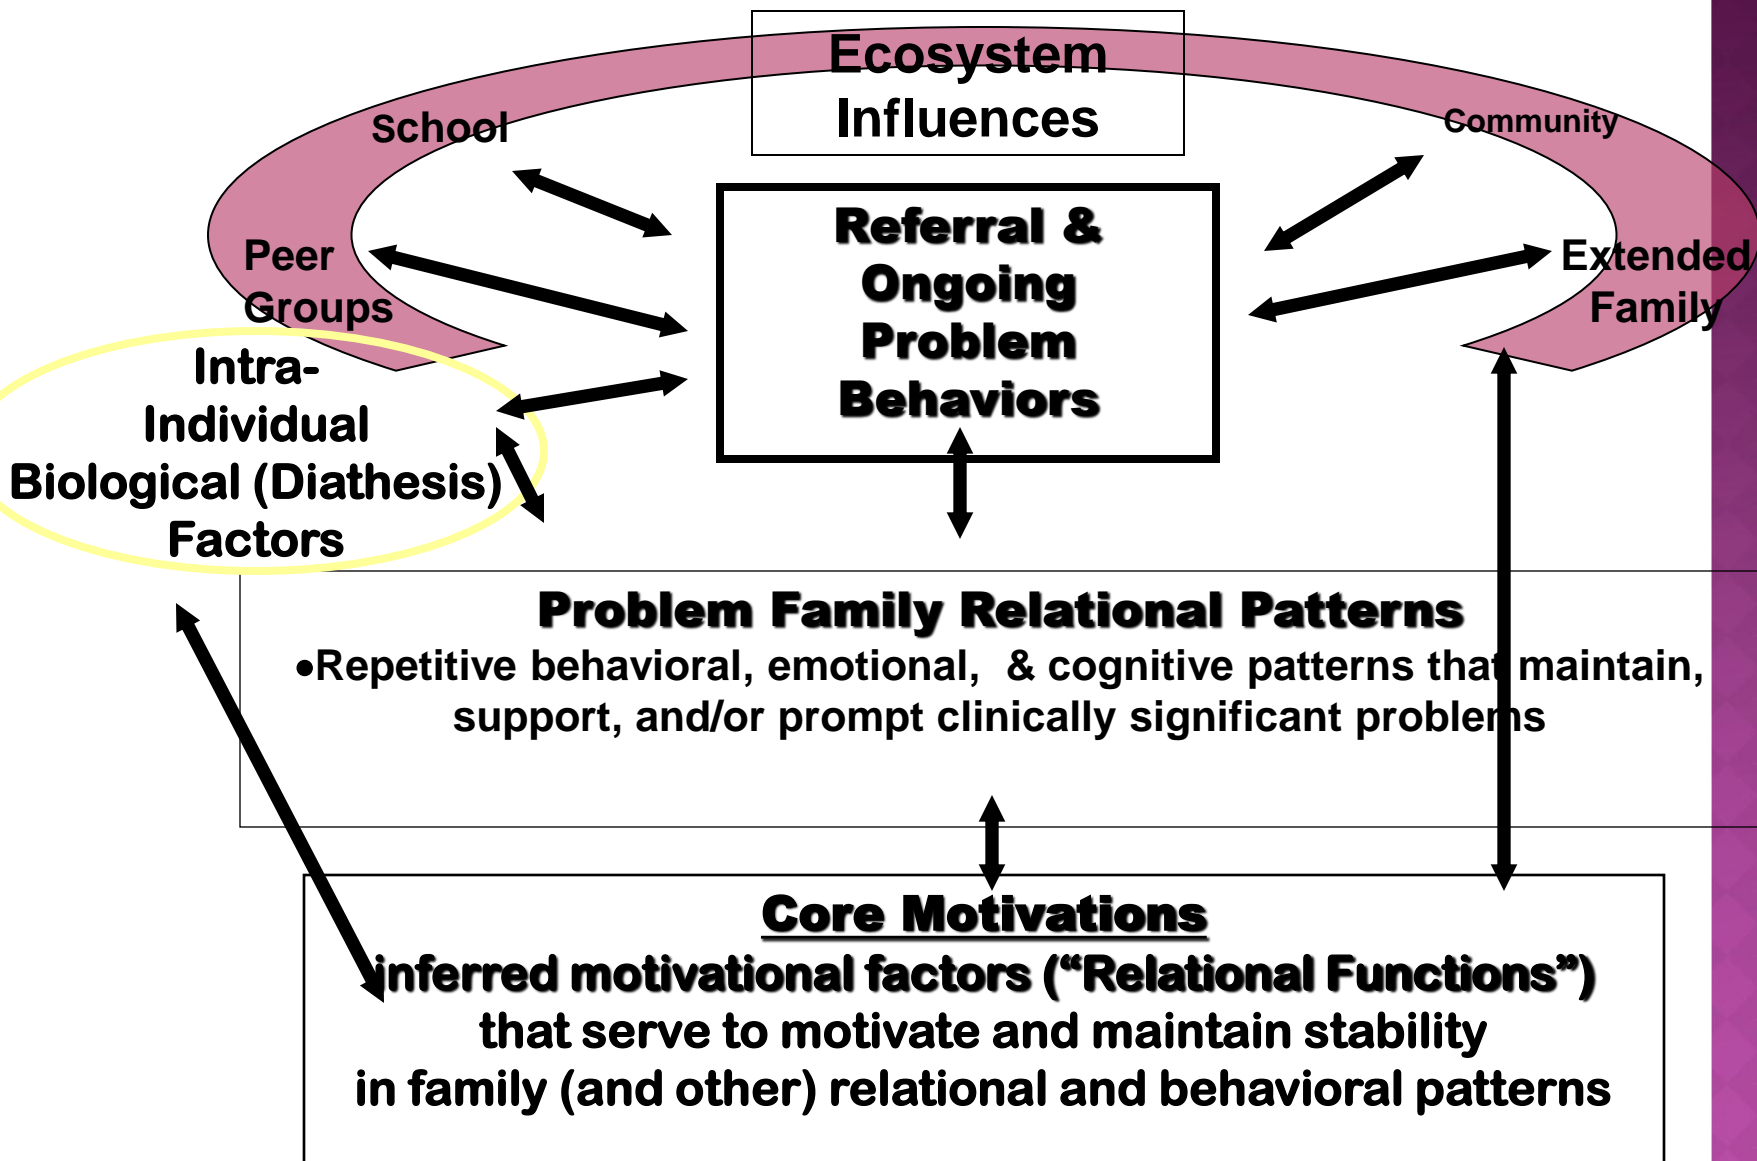 Ecosystem
Influences
School
Community
Referral &
Ongoing
Problem
Behaviors
Peer
Groups
Extended
Family
Intra-
Individual
Biological (Diathesis)
Factors
Problem Family Relational Patterns
•Repetitive behavioral, emotional,  & cognitive patterns that maintain,
support, and/or prompt clinically significant problems
Core Motivations
inferred motivational factors (“Relational Functions”)
that serve to motivate and maintain stability
in family (and other) relational and behavioral patterns